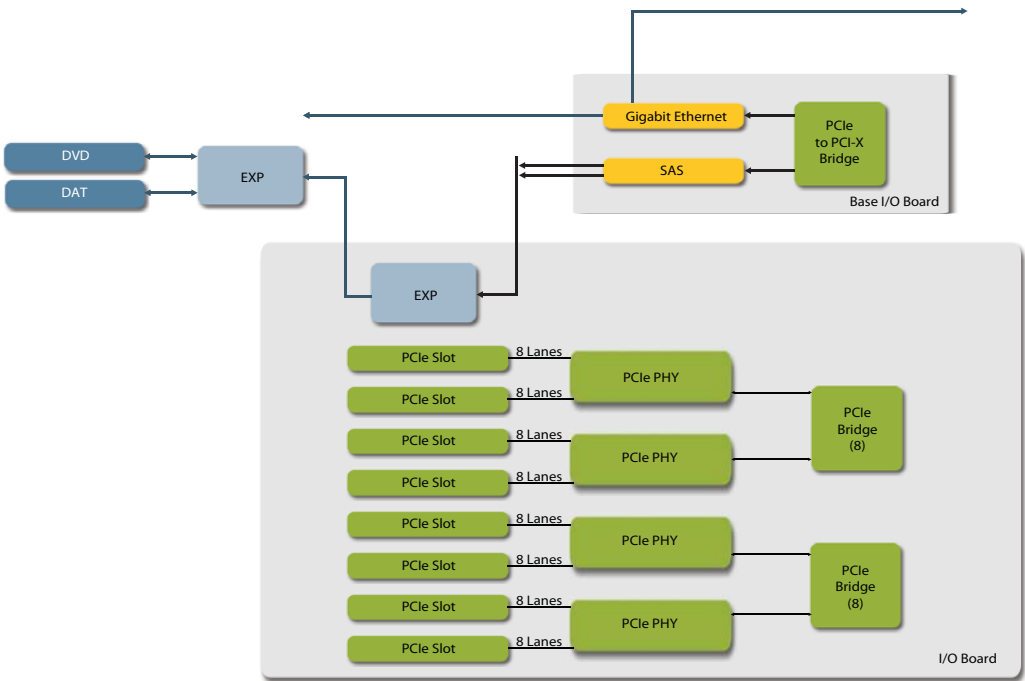 Gigabit Ethernet
PCIe
to PCI-X
Bridge
SAS
Base I/O Board
DVD
DAT
EXP
EXP
PCIe Slot
8 Lanes
PCIe Slot
8 Lanes
PCIe PHY
PCIe Slot
8 Lanes
PCIe Slot
8 Lanes
PCIe PHY
PCIe
Bridge
(8)
PCIe Slot
8 Lanes
PCIe Slot
8 Lanes
PCIe PHY
PCIe Slot
8 Lanes
PCIe Slot
8 Lanes
PCIe PHY
PCIe
Bridge
(8)
I/O Board